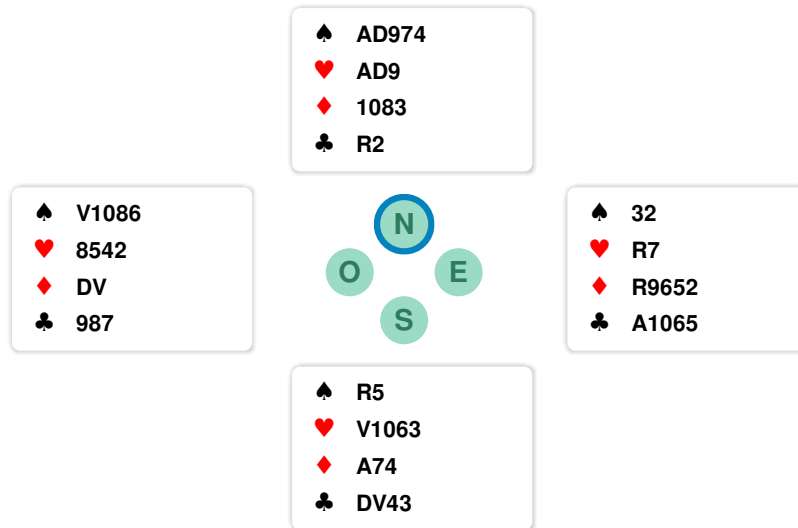 ♠ AD974
♥ AD9
♦ 1083
♣ R2
♠ V1086
♥ 8542
♦ DV
♣ 987
N
O E
S
♠ 32
♥ R7
♦ R9652
♣ A1065
♠ R5
♥ V1063
♦ A74
♣ DV43